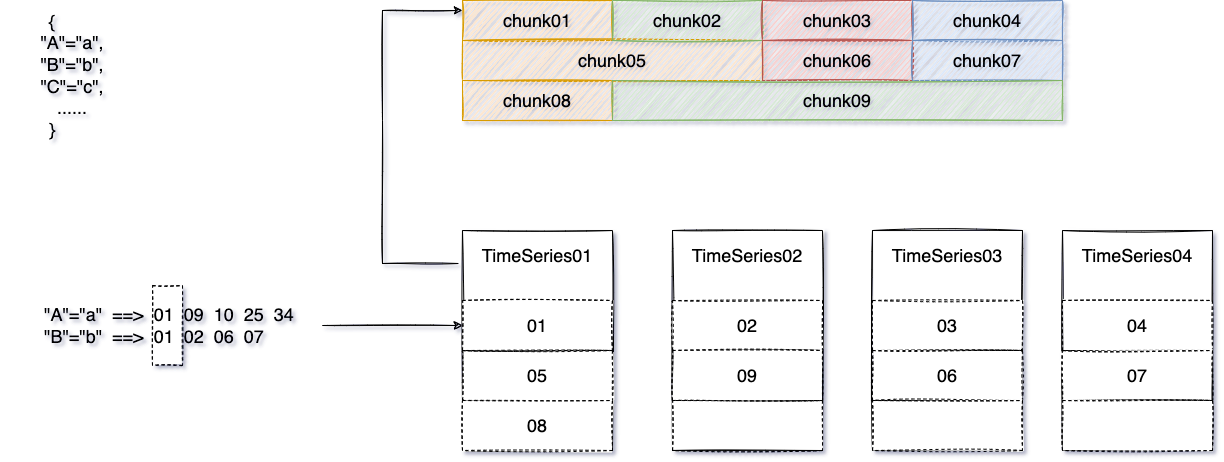 {
"A"="a",
"B"="b",
"C"="c",
......
}
chunk01 chunk02 chunk03 chunk04
chunk05 chunk06 chunk07
chunk08 chunk09
"A"="a" ==> 01 09 10 25 34
"B"="b" ==> 01 02 06 07
TimeSeries01 TimeSeries02 TimeSeries03 TimeSeries04
01 02 03 04
05 09 06 07
08